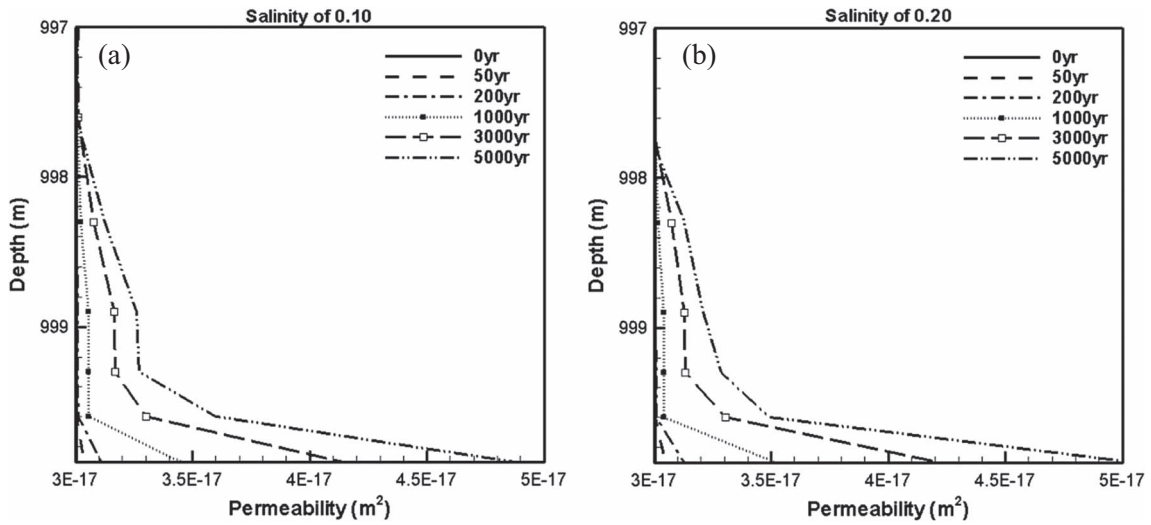 Salinity of 0.10
(a)
0yr
50yr
200yr
1000yr
3000yr
5000yr
997
998
999
Depth (m)
3E-17 3.5E-17 4E-17 4.5E-17 5E-17
Permeability (m²)
Salinity of 0.20
(b)
0yr
50yr
200yr
1000yr
3000yr
5000yr
997
998
999
Depth (m)
3E-17 3.5E-17 4E-17 4.5E-17 5E-17
Permeability (m²)